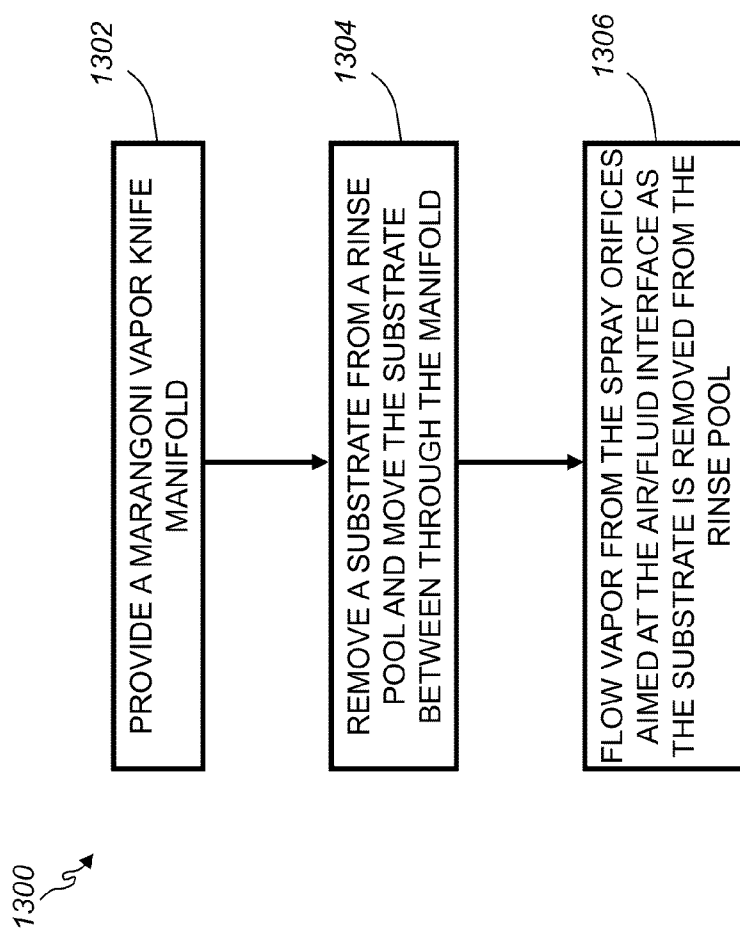 1300
1302
PROVIDE A MARANGONI VAPOR KNIFE
MANIFOLD
1304
REMOVE A SUBSTRATE FROM A RINSE
POOL AND MOVE THE SUBSTRATE
BETWEEN THROUGH THE MANIFOLD
1306
FLOW VAPOR FROM THE SPRAY ORIFICES
AIMED AT THE AIR/FLUID INTERFACE AS
THE SUBSTRATE IS REMOVED FROM THE
RINSE POOL